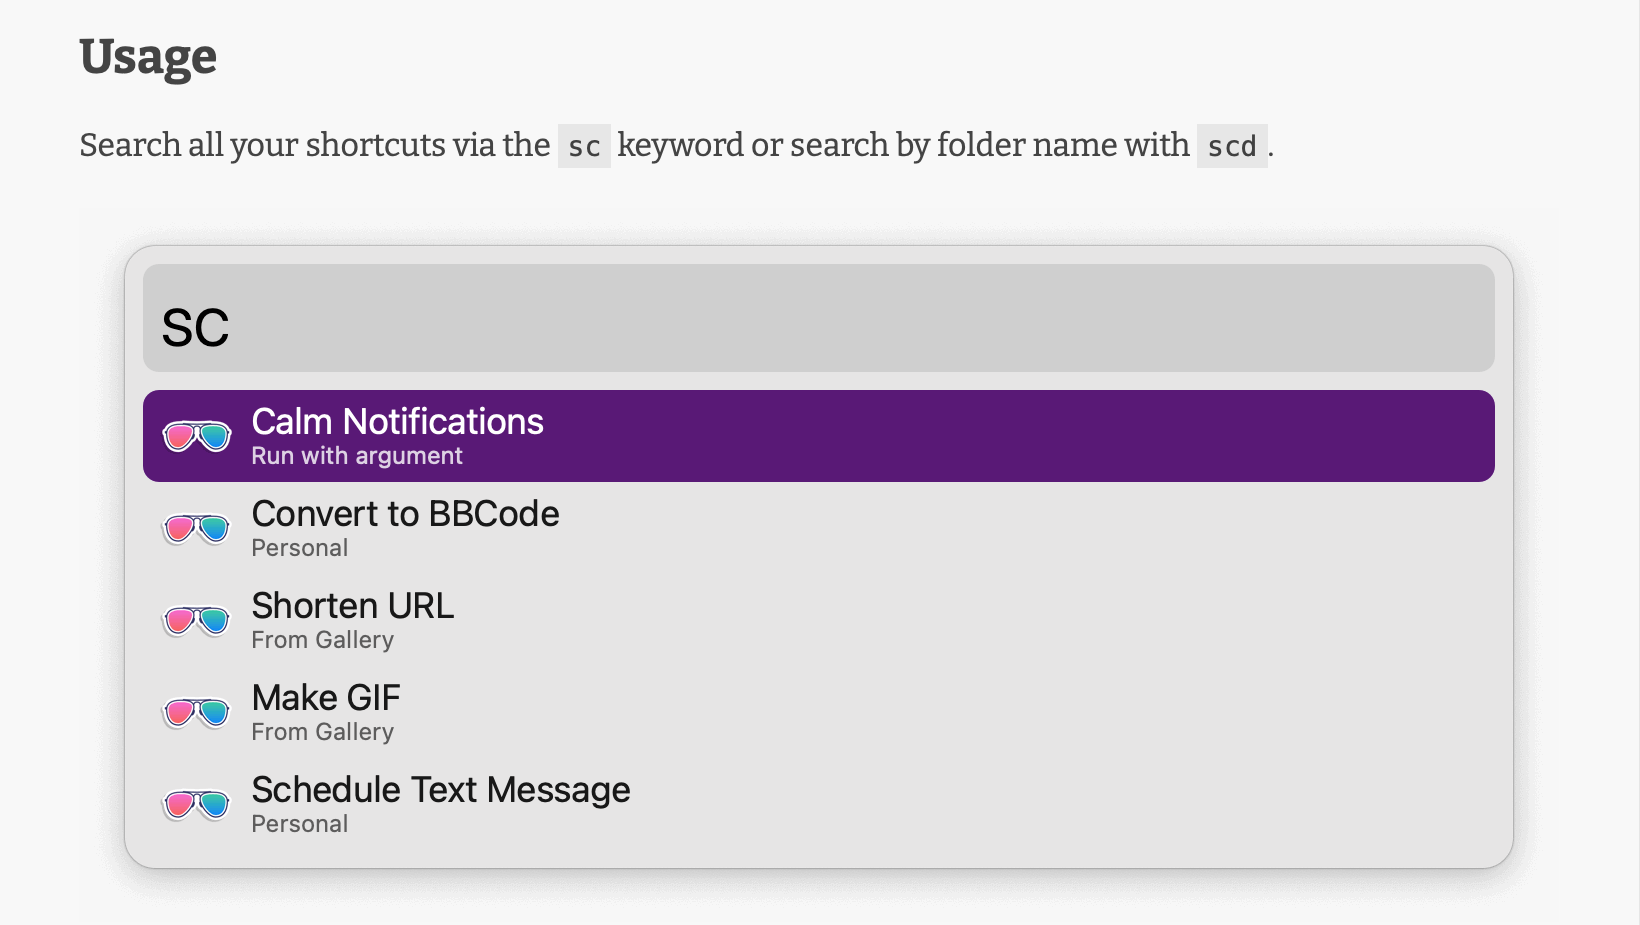 Usage
Search all your shortcuts via the sc keyword or search by folder name with scd.
sc
Calm Notifications
Run with argument
Convert to BBCode
Personal
Shorten URL
From Gallery
Make GIF
From Gallery
Schedule Text Message
Personal